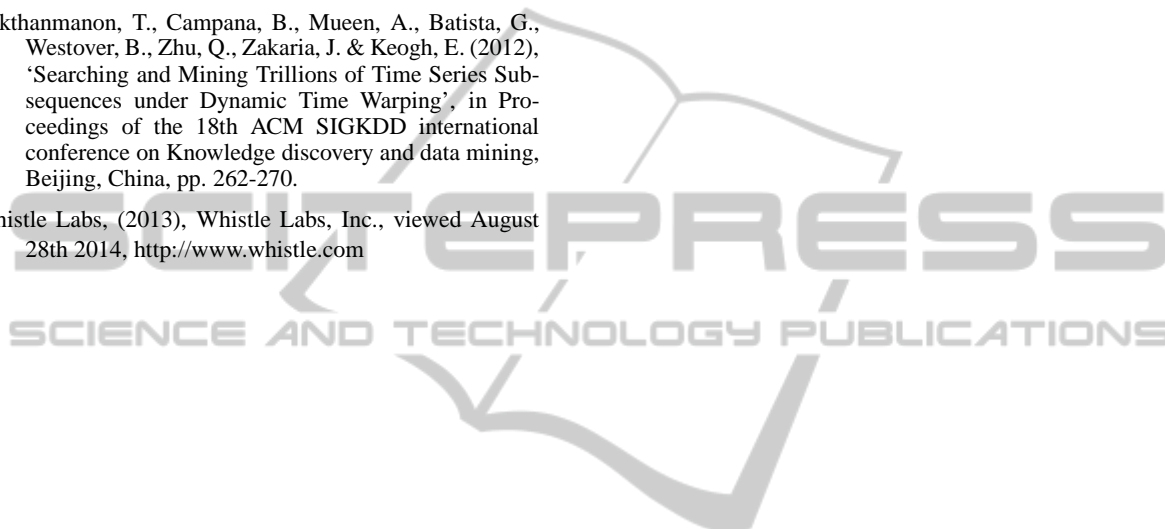 kthanmanon, T., Campana, B., Mueen, A., Batista, G.,
Westover, B., Zhu, Q., Zakaria, J. & Keogh, E. (2012),
‘Searching and Mining Trillions of Time Series Sub-
sequences under Dynamic Time Warping’, in Pro-
ceedings of the 18th ACM SIGKDD international
conference on Knowledge discovery and data mining,
Beijing, China, pp. 262-270.
histle Labs, (2013), Whistle Labs, Inc., viewed August
28th 2014, http://www.whistle.com
SCITEPRESS
SCIENCE AND TECHNOLOGY PUBLICATIONS